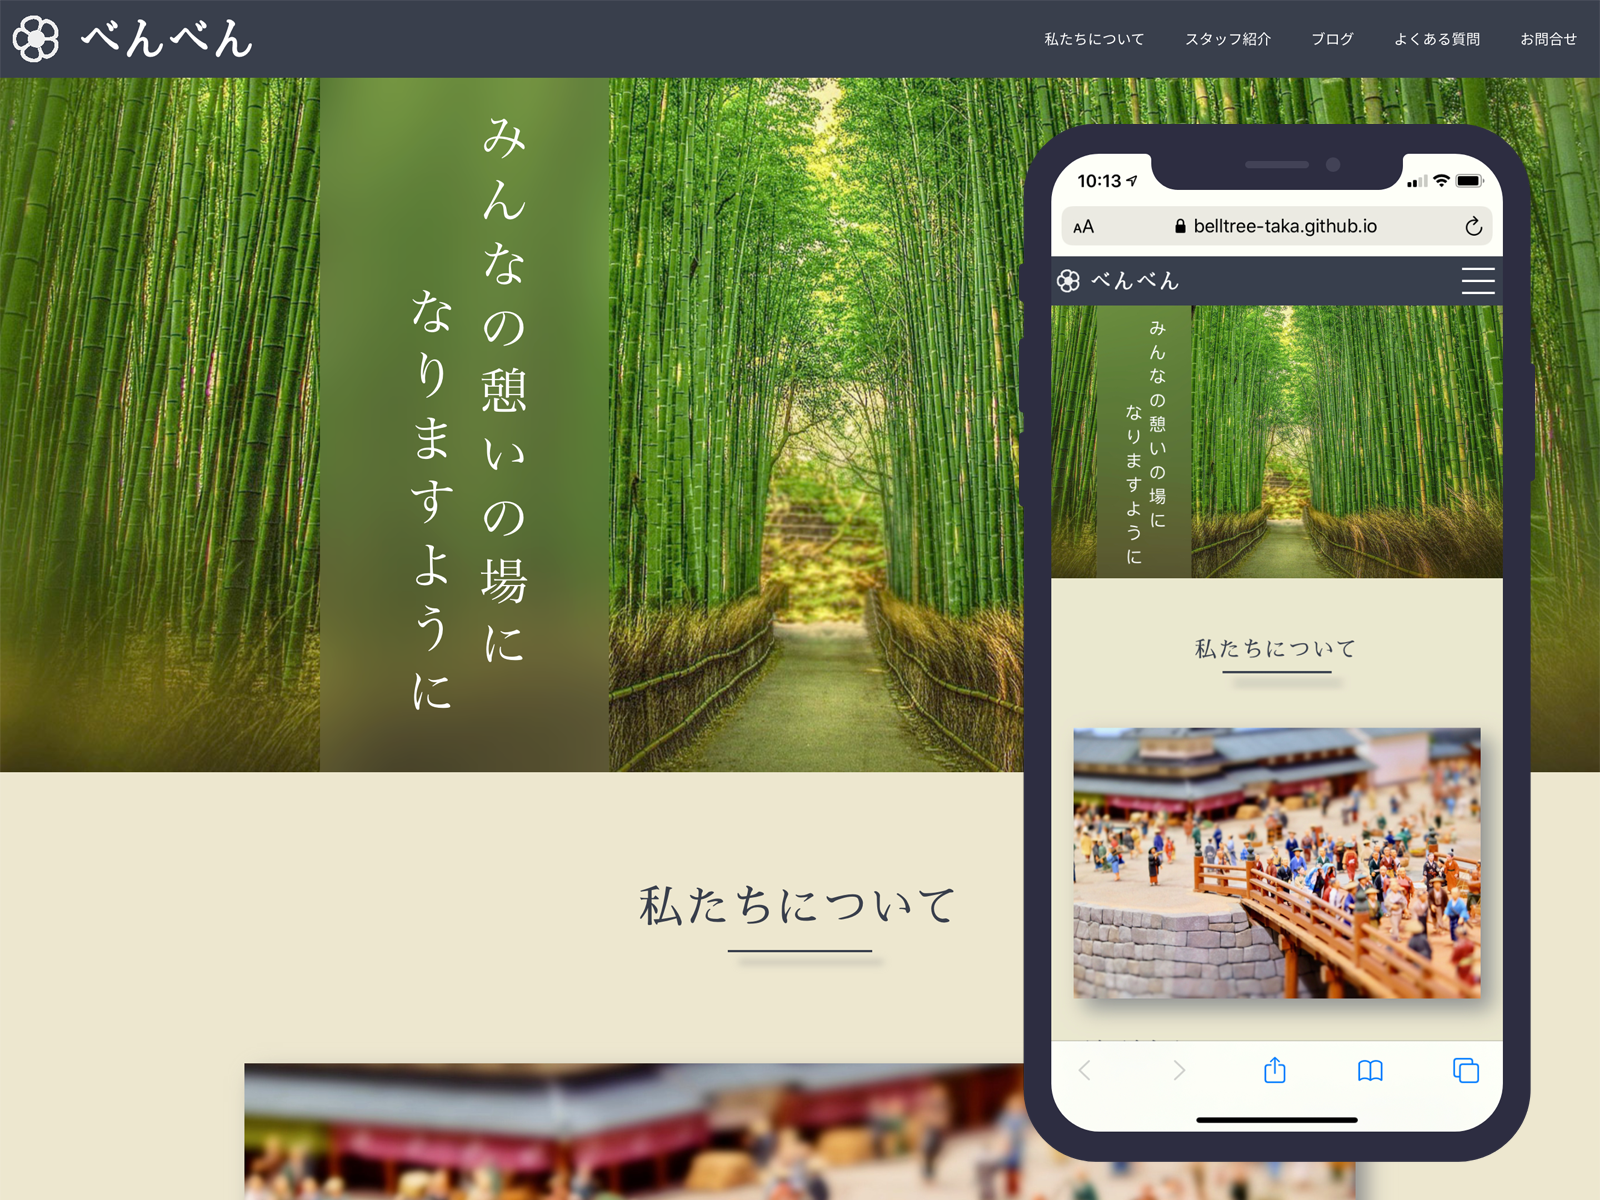 べんべん
私たちについて
スタッフ紹介
ブログ
よくある質問
お問合せ
みんなの憩いの場に
なりますように
私たちについて
10:13
AA
belltree-taka.github.io
べんべん
みんなの憩いの場に
なりますように
私たちについて